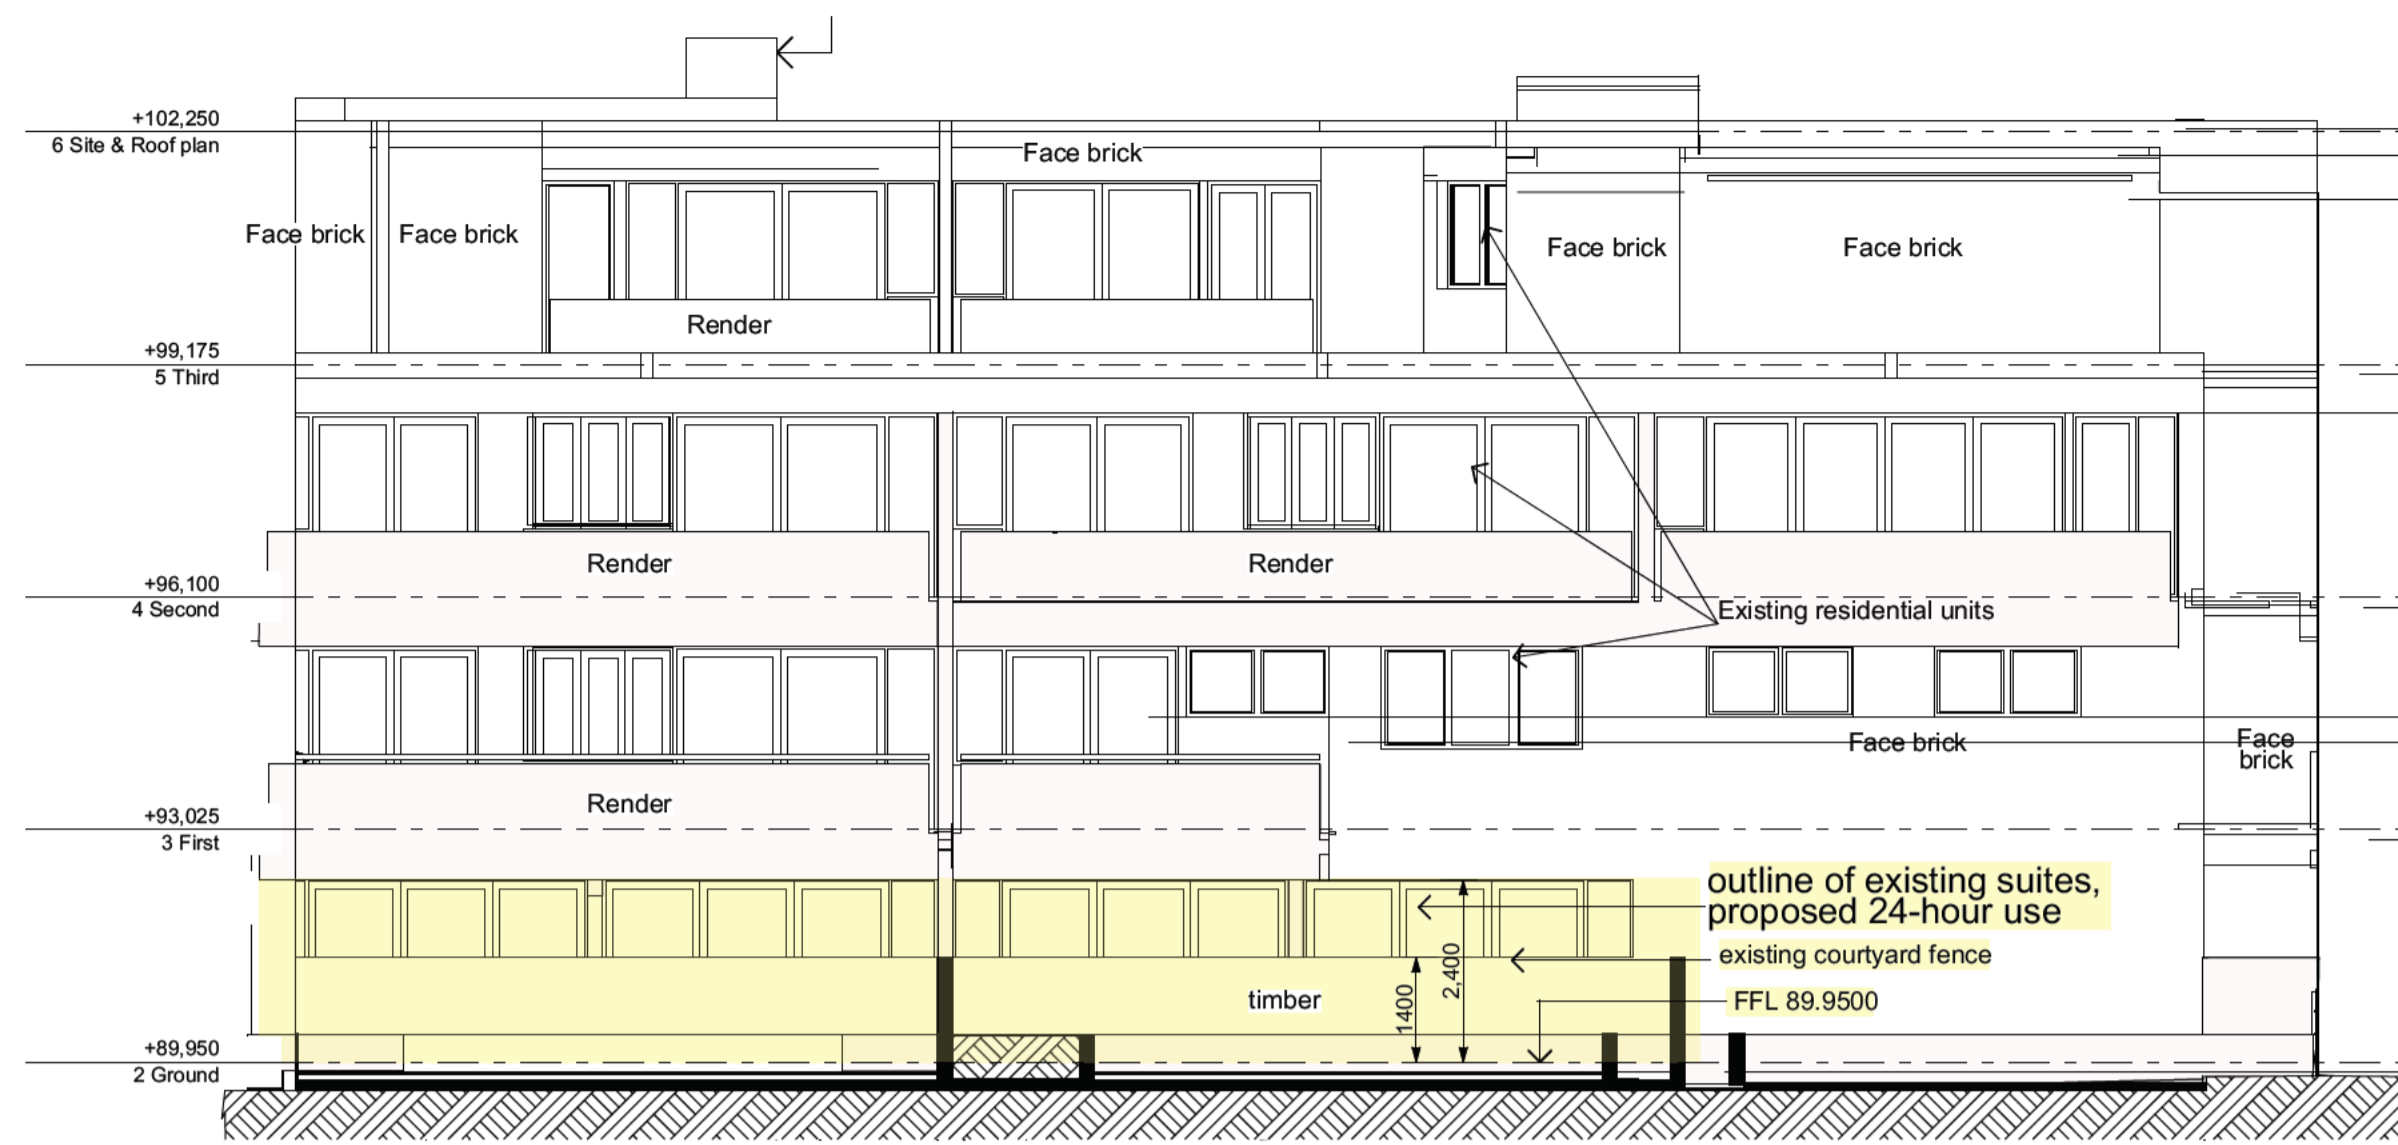 +102,250
6 Site & Roof plan
Face brick
Face brick
Face brick
Face brick
Face brick
Render
+99,175
5 Third
Render
Render
+96,100
4 Second
Existing residential units
Face brick
Face
brick
Render
+93,025
3 First
outline of existing suites,
proposed 24-hour use
existing courtyard fence
2,400
1400
timber
FFL 89.9500
+89,950
2 Ground